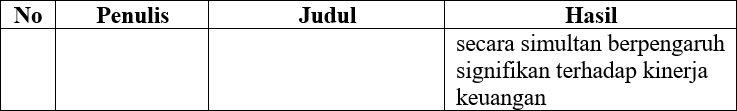 No Penulis Judul Hasil
secara simultan berpengaruh
signifikan terhadap kinerja
keuangan